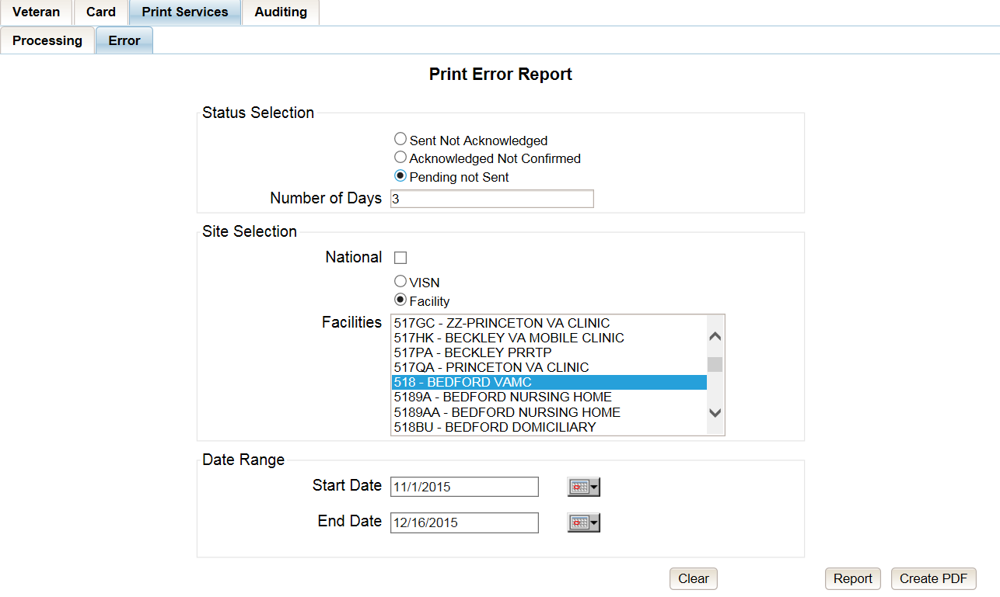 Veteran Card Print Services Auditing
Processing Error
Print Error Report
Status Selection
Sent Not Acknowledged
Acknowledged Not Confirmed
Pending not Sent
Number of Days 3
Site Selection
National
VISN
Facility
Facilities 517GC - ZZ-PRINCETON VA CLINIC
517HK - BECKLEY VA MOBILE CLINIC
517PA - BECKLEY PRRTP
517QA - PRINCETON VA CLINIC
518 - BEDFORD VAMC
5189A - BEDFORD NURSING HOME
5189AA - BEDFORD NURSING HOME
518BU - BEDFORD DOMICILIARY
Date Range
Start Date 11/1/2015
End Date 12/16/2015
Clear Report Create PDF